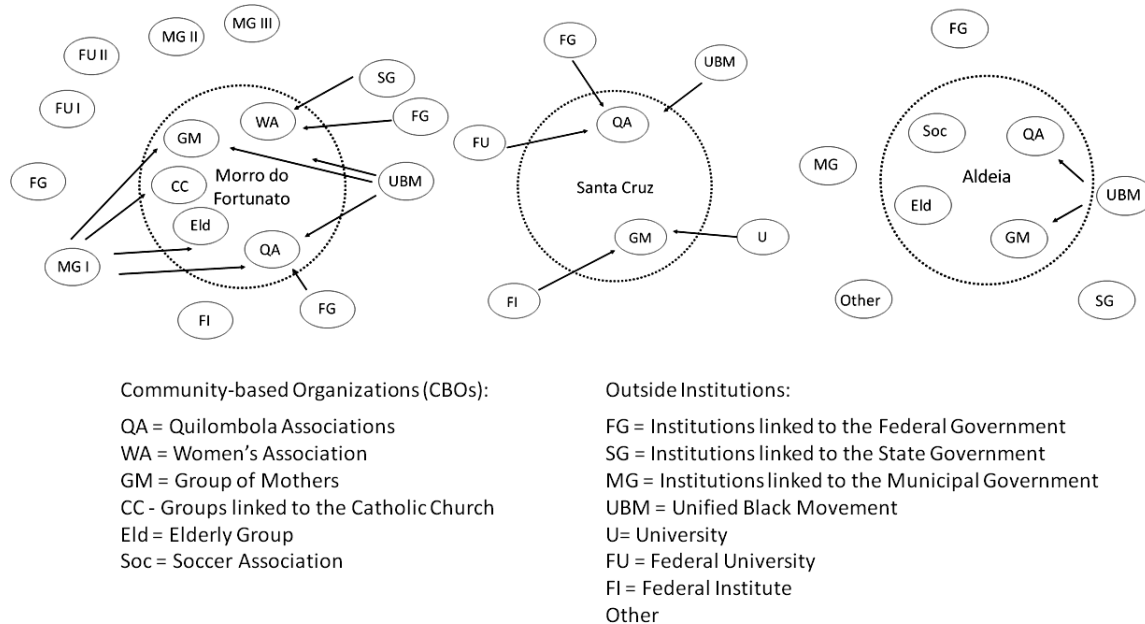 MG III
MG II
FU II
FU I
SG
FG
WA
GM
UBM
FG
CC
Morro do
Fortunato
Eld
QA
MG I
FG
FI
FG
UBM
QA
FU
Santa Cruz
GM
U
FI
FG
Soc
QA
MG
Aldeia
UBM
Eld
GM
Other
SG
Community-based Organizations (CBOs):
QA = Quilombola Associations
WA = Women’s Association
GM = Group of Mothers
CC - Groups linked to the Catholic Church
Eld = Elderly Group
Soc = Soccer Association
Outside Institutions:
FG = Institutions linked to the Federal Government
SG = Institutions linked to the State Government
MG = Institutions linked to the Municipal Government
UBM = Unified Black Movement
U= University
FU = Federal University
FI = Federal Institute
Other